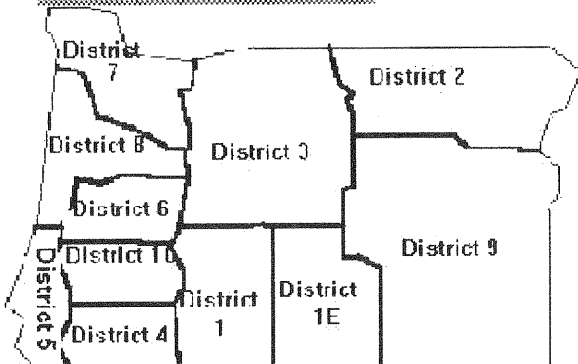 District
7
District 2
District 8
District 3
District 6
District 9
District 10
District 5
District
1
District
1E
District 4